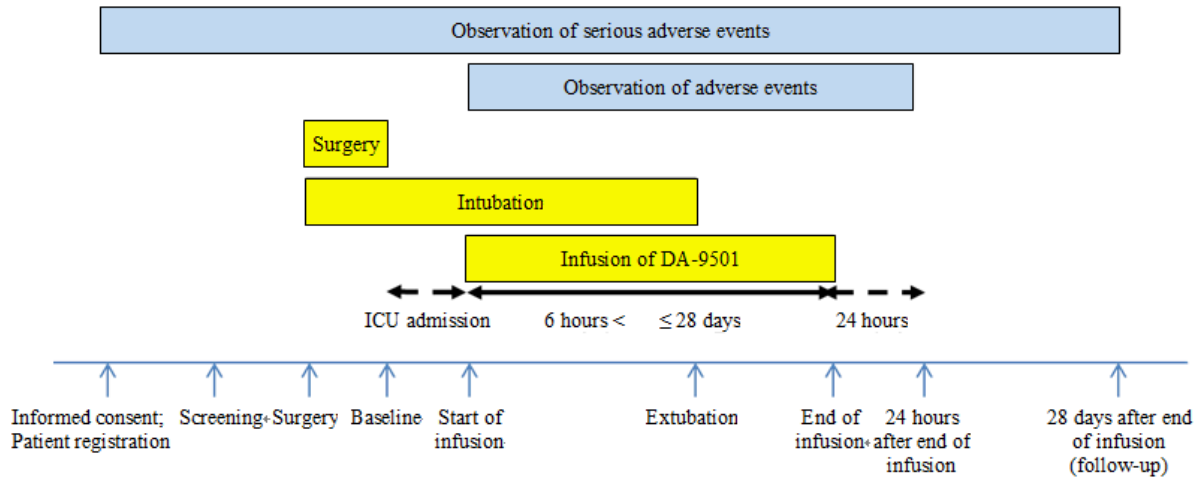 Observation of serious adverse events
Observation of adverse events
Surgery
Intubation
Infusion of DA-9501
ICU admission
6 hours <
≤ 28 days
24 hours
Informed consent;
Patient registration
Screening
Surgery
Baseline
Start of
infusion
Extubation
End of
infusion
24 hours
after end of
infusion
28 days after end
of infusion
(follow-up)